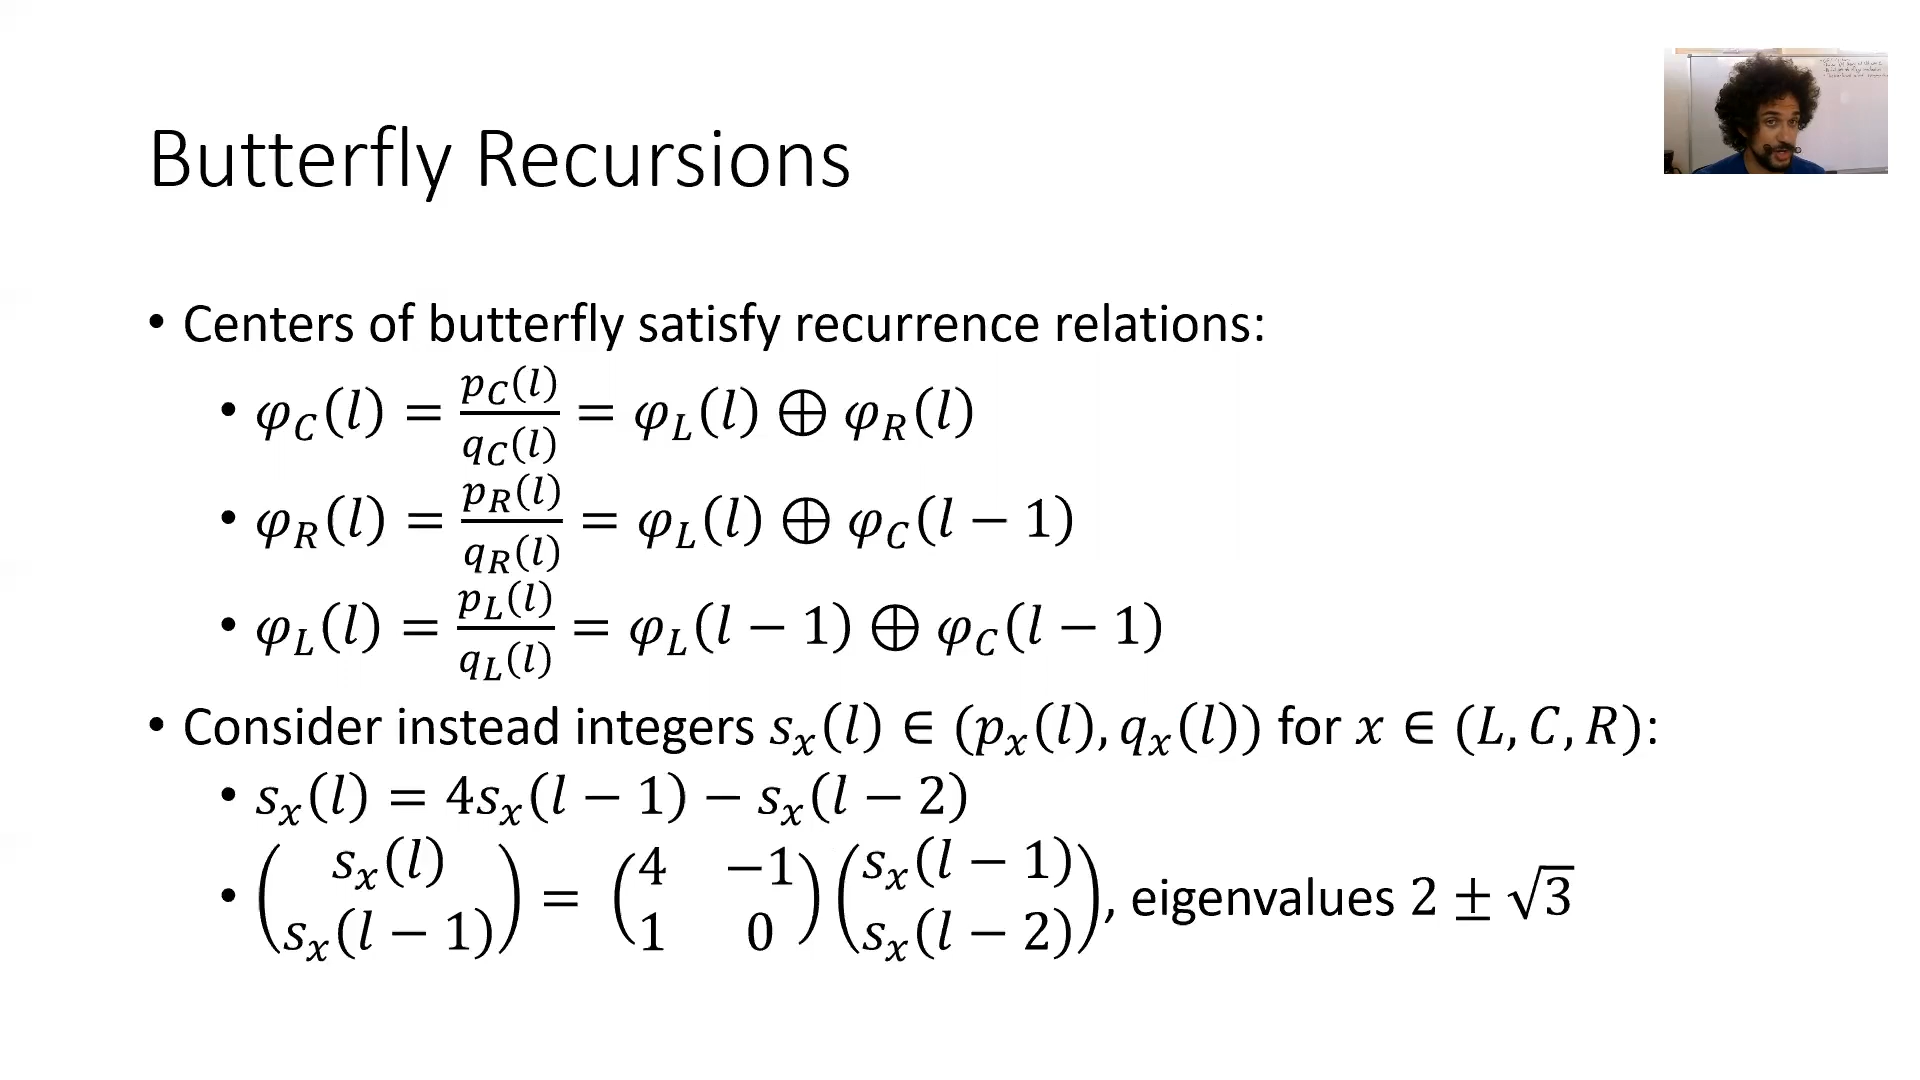 Butterfly Recursions
• Centers of butterfly satisfy recurrence relations:
• φ_C(l) = p_C(l)/q_C(l) = φ_L(l) ⊕ φ_R(l)
• φ_R(l) = p_R(l)/q_R(l) = φ_L(l) ⊕ φ_C(l − 1)
• φ_L(l) = p_L(l)/q_L(l) = φ_L(l − 1) ⊕ φ_C(l − 1)
• Consider instead integers s_x(l) ∈ (p_x(l), q_x(l)) for x ∈ (L, C, R):
• s_x(l) = 4s_x(l − 1) − s_x(l − 2)
• (s_x(l) s_x(l − 1)) = (4 −1 1 0) (s_x(l − 1) s_x(l − 2)), eigenvalues 2 ± √3